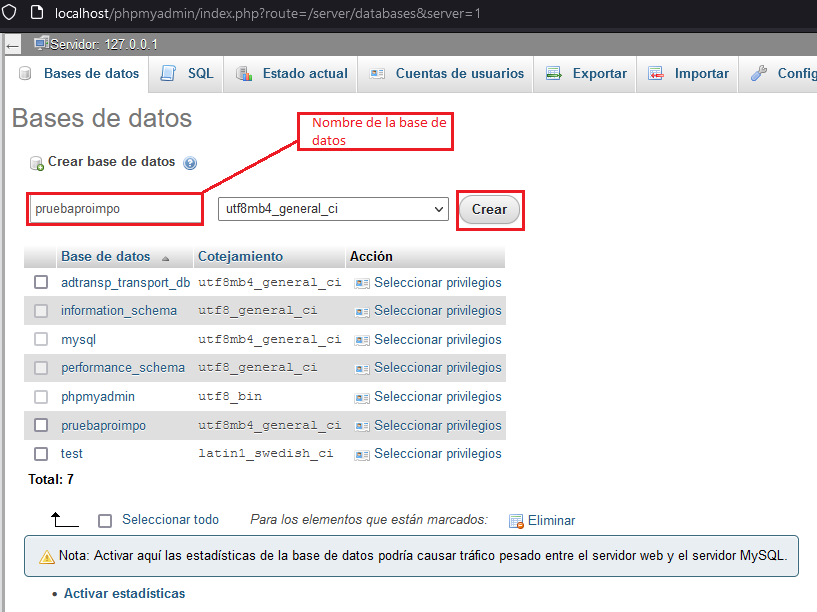 localhost/phpmyadmin/index.php?route=/server/databases&server=1
Servidor: 127.0.0.1
Bases de datos SQL Estado actual Cuentas de usuarios Exportar Importar Config
Bases de datos
Nombre de la base de
datos
Crear base de datos
pruebaproimpo utf8mb4_general_ci Crear
Base de datos Cotejamiento Acción
adtransp_transport_db utf8mb4_general_ci Seleccionar privilegios
information_schema utf8_general_ci Seleccionar privilegios
mysql utf8mb4_general_ci Seleccionar privilegios
performance_schema utf8_general_ci Seleccionar privilegios
phpmyadmin utf8_bin Seleccionar privilegios
pruebaproimpo utf8mb4_general_ci Seleccionar privilegios
test latin1_swedish_ci Seleccionar privilegios
Total: 7
Seleccionar todo Para los elementos que están marcados: Eliminar
Nota: Activar aquí las estadísticas de la base de datos podría causar tráfico pesado entre el servidor web y el servidor MySQL.
• Activar estadísticas